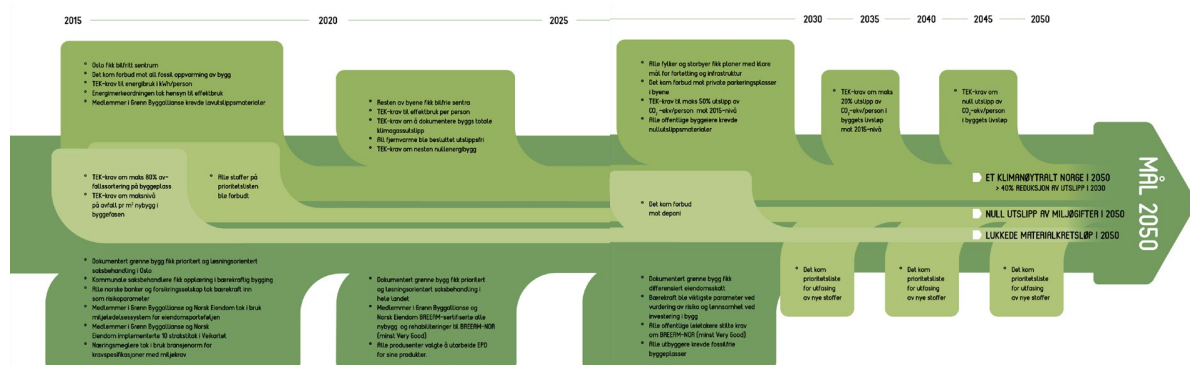 2015
2020
2025
2030
2035
2040
2045
2050
• Oslo fikk bilfritt sentrum
• Det kom forbud mot all fossil oppvarming av bygg
• TEK-krav til energibruk i kWh/person
• Energimerkeordningen tok hensyn til effektbruk
• Medlemmer i Grønn Byggallianse krevde lavutslippsmaterialer
• Resten av byene fikk bilfrie sentra
• TEK-krav til effektbruk per person
• TEK-krav om å dokumentere byggs totale
klimagassutslipp
• All fjernvarme ble besluttet utslippsfri
• TEK-krav om nesten nullenergibygg
• Alle fylker og storbyer fikk planer med klare
mål for fortetting og infrastruktur
• Det kom forbud mot private parkeringsplasser
i byene
• TEK-krav til maks 50% utslipp av
CO₂-ekv/person mot 2015-nivå
• Alle offentlige byggeiere krevde
nullutslippsmaterialer
• TEK-krav om maks
20% utslipp av
CO₂-ekv/person i
byggets livsløp
mot 2015-nivå
• TEK-krav om
null utslipp av
CO₂-ekv/person
i byggets livsløp
• TEK-krav om maks 80% av-
fallssortering på byggeplass
• TEK-krav om maksnivå
på avfall pr m² nybygg i
byggefasen
• Alle stoffer på
prioritetslisten
ble forbudt
• Det kom forbud
mot deponi
ET KLIMANØYTRALT NORGE I 2050
> 40% REDUKSJON AV UTSLIPP I 2030
NULL UTSLIPP AV MILJØGIFTER I 2050
LUKKEDE MATERIALKRETSLØP I 2050
MÅL 2050
• Dokumentert grønne bygg fikk prioritert og løsningsorientert
saksbehandling i Oslo
• Kommunale saksbehandlere fikk opplæring i bærekraftig bygging
• Alle norske banker og forsikringsselskap tok bærekraft inn
som risikoparameter
• Medlemmer i Grønn Byggallianse og Norsk Eiendom tok i bruk
miljøledelsessystem for eiendomsporteføljen
• Medlemmer i Grønn Byggallianse og Norsk
Eiendom implementerte 10 strakstiltak i Veikartet
• Næringsmeglere tok i bruk bransjenorm for
kravspesifikasjoner med miljøkrav
• Dokumentert grønne bygg fikk prioritert
og løsningsorientert saksbehandling i
hele landet
• Medlemmer i Grønn Byggallianse og
Norsk Eiendom BREEAM-sertifiserte alle
nybygg og rehabiliteringer til BREEAM-NOR
(minst Very Good)
• Alle produsenter valgte å utarbeide EPD
for sine produkter.
• Dokumentert grønne bygg fikk
differensiert eiendomsskatt
• Bærekraft ble viktigste parameter ved
vurdering av risiko og lønnsomhet ved
investering i bygg
• Alle offentlige leietakere stilte krav
om BREEAM-NOR (minst Very Good)
• Alle utbyggere krevde fossilfrie
byggeplasser
• Det kom
prioritetsliste
for utfasing
av nye stoffer
• Det kom
prioritetsliste
for utfasing
av nye stoffer
• Det kom
prioritetsliste
for utfasing
av nye stoffer